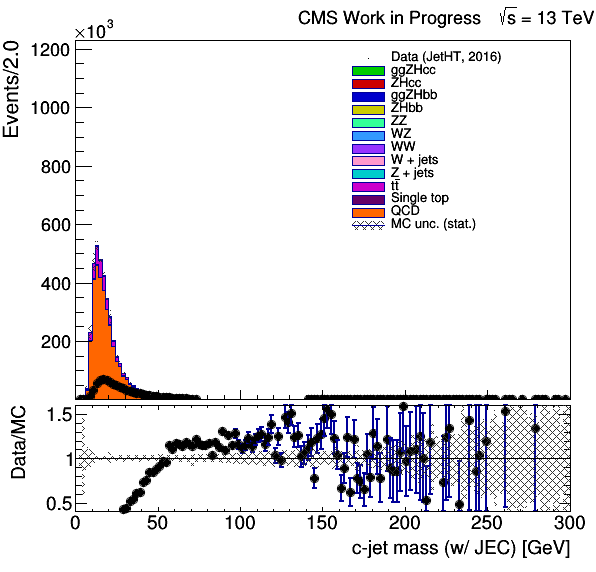 CMS Work in Progress √s = 13 TeV
×10³
Events/2.0
1200
1000
800
600
400
200
Data (JetHT, 2016)
ggZHcc
ZHcc
ggZHbb
ZHbb
ZZ
WZ
WW
W + jets
Z + jets
tt̄
Single top
QCD
MC unc. (stat.)
Data/MC
1.5
1
0.5
0 50 100 150 200 250 300
c-jet mass (w/ JEC) [GeV]